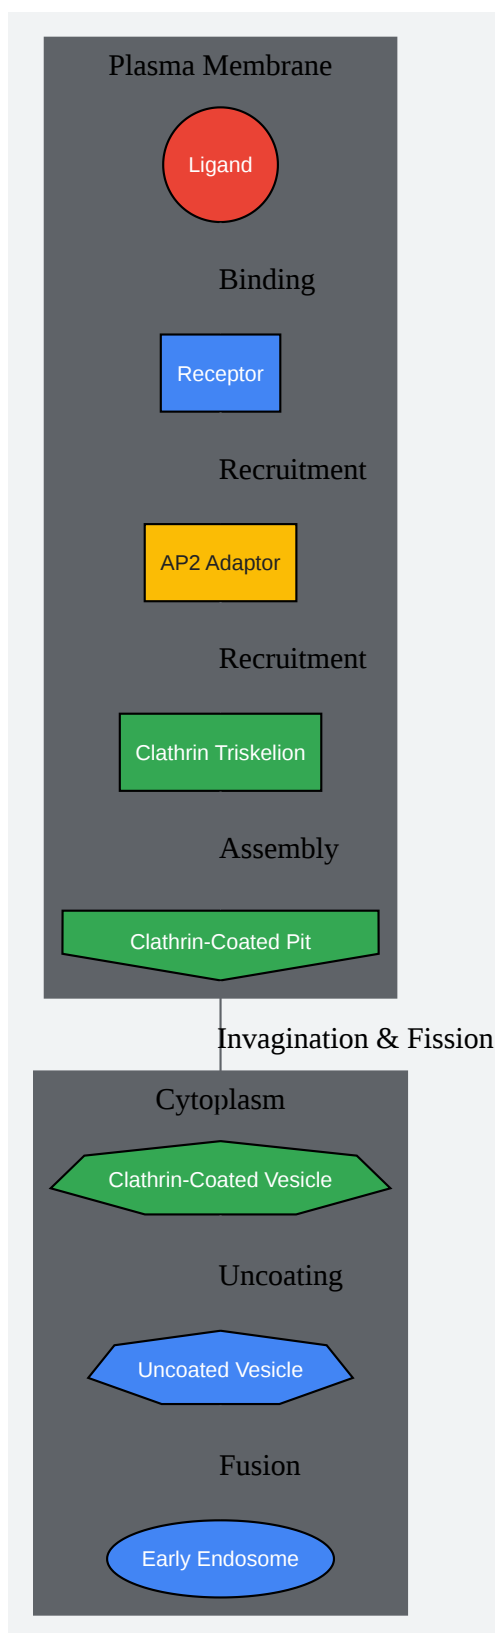 Plasma Membrane
Ligand
Binding
Receptor
Recruitment
AP2 Adaptor
Recruitment
Clathrin Triskelion
Assembly
Clathrin-Coated Pit
Invagination & Fission
Cytoplasm
Clathrin-Coated Vesicle
Uncoating
Uncoated Vesicle
Fusion
Early Endosome